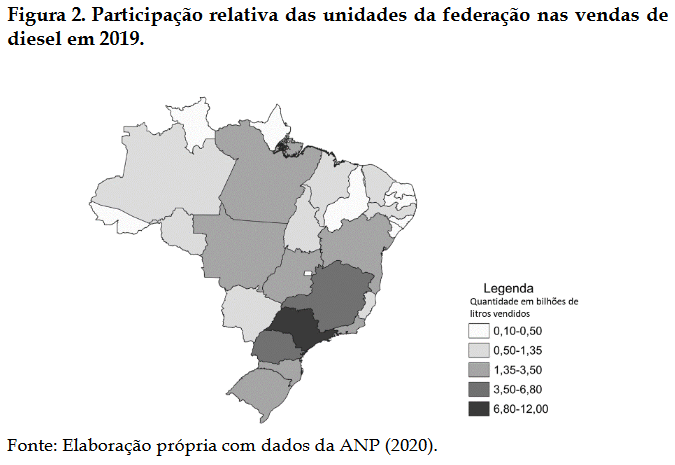 Figura 2. Participação relativa das unidades da federação nas vendas de
diesel em 2019.
Legenda
Quantidade em bilhões de
litros vendidos
0,10-0,50
0,50-1,35
1,35-3,50
3,50-6,80
6,80-12,00
Fonte: Elaboração própria com dados da ANP (2020).